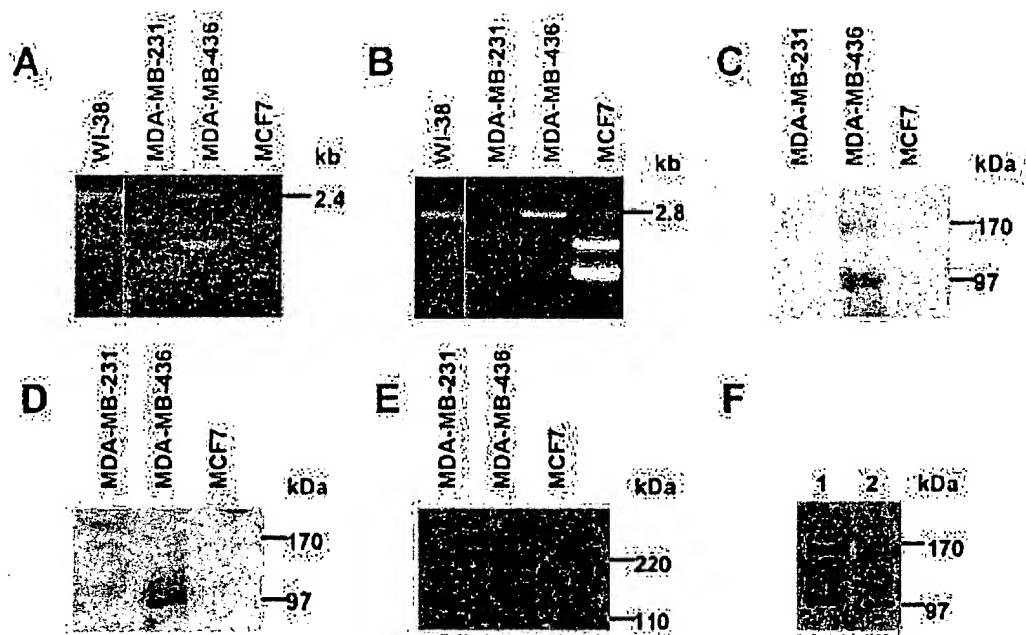 A
WI-38
MDA-MB-231
MDA-MB-436
MCF7
kb
2.4
B
WI-38
MDA-MB-231
MDA-MB-436
MCF7
kb
2.8
C
MDA-MB-231
MDA-MB-436
MCF7
kDa
170
97
D
MDA-MB-231
MDA-MB-436
MCF7
kDa
170
97
E
MDA-MB-231
MDA-MB-436
MCF7
kDa
220
110
F
1 2 kDa
170
97